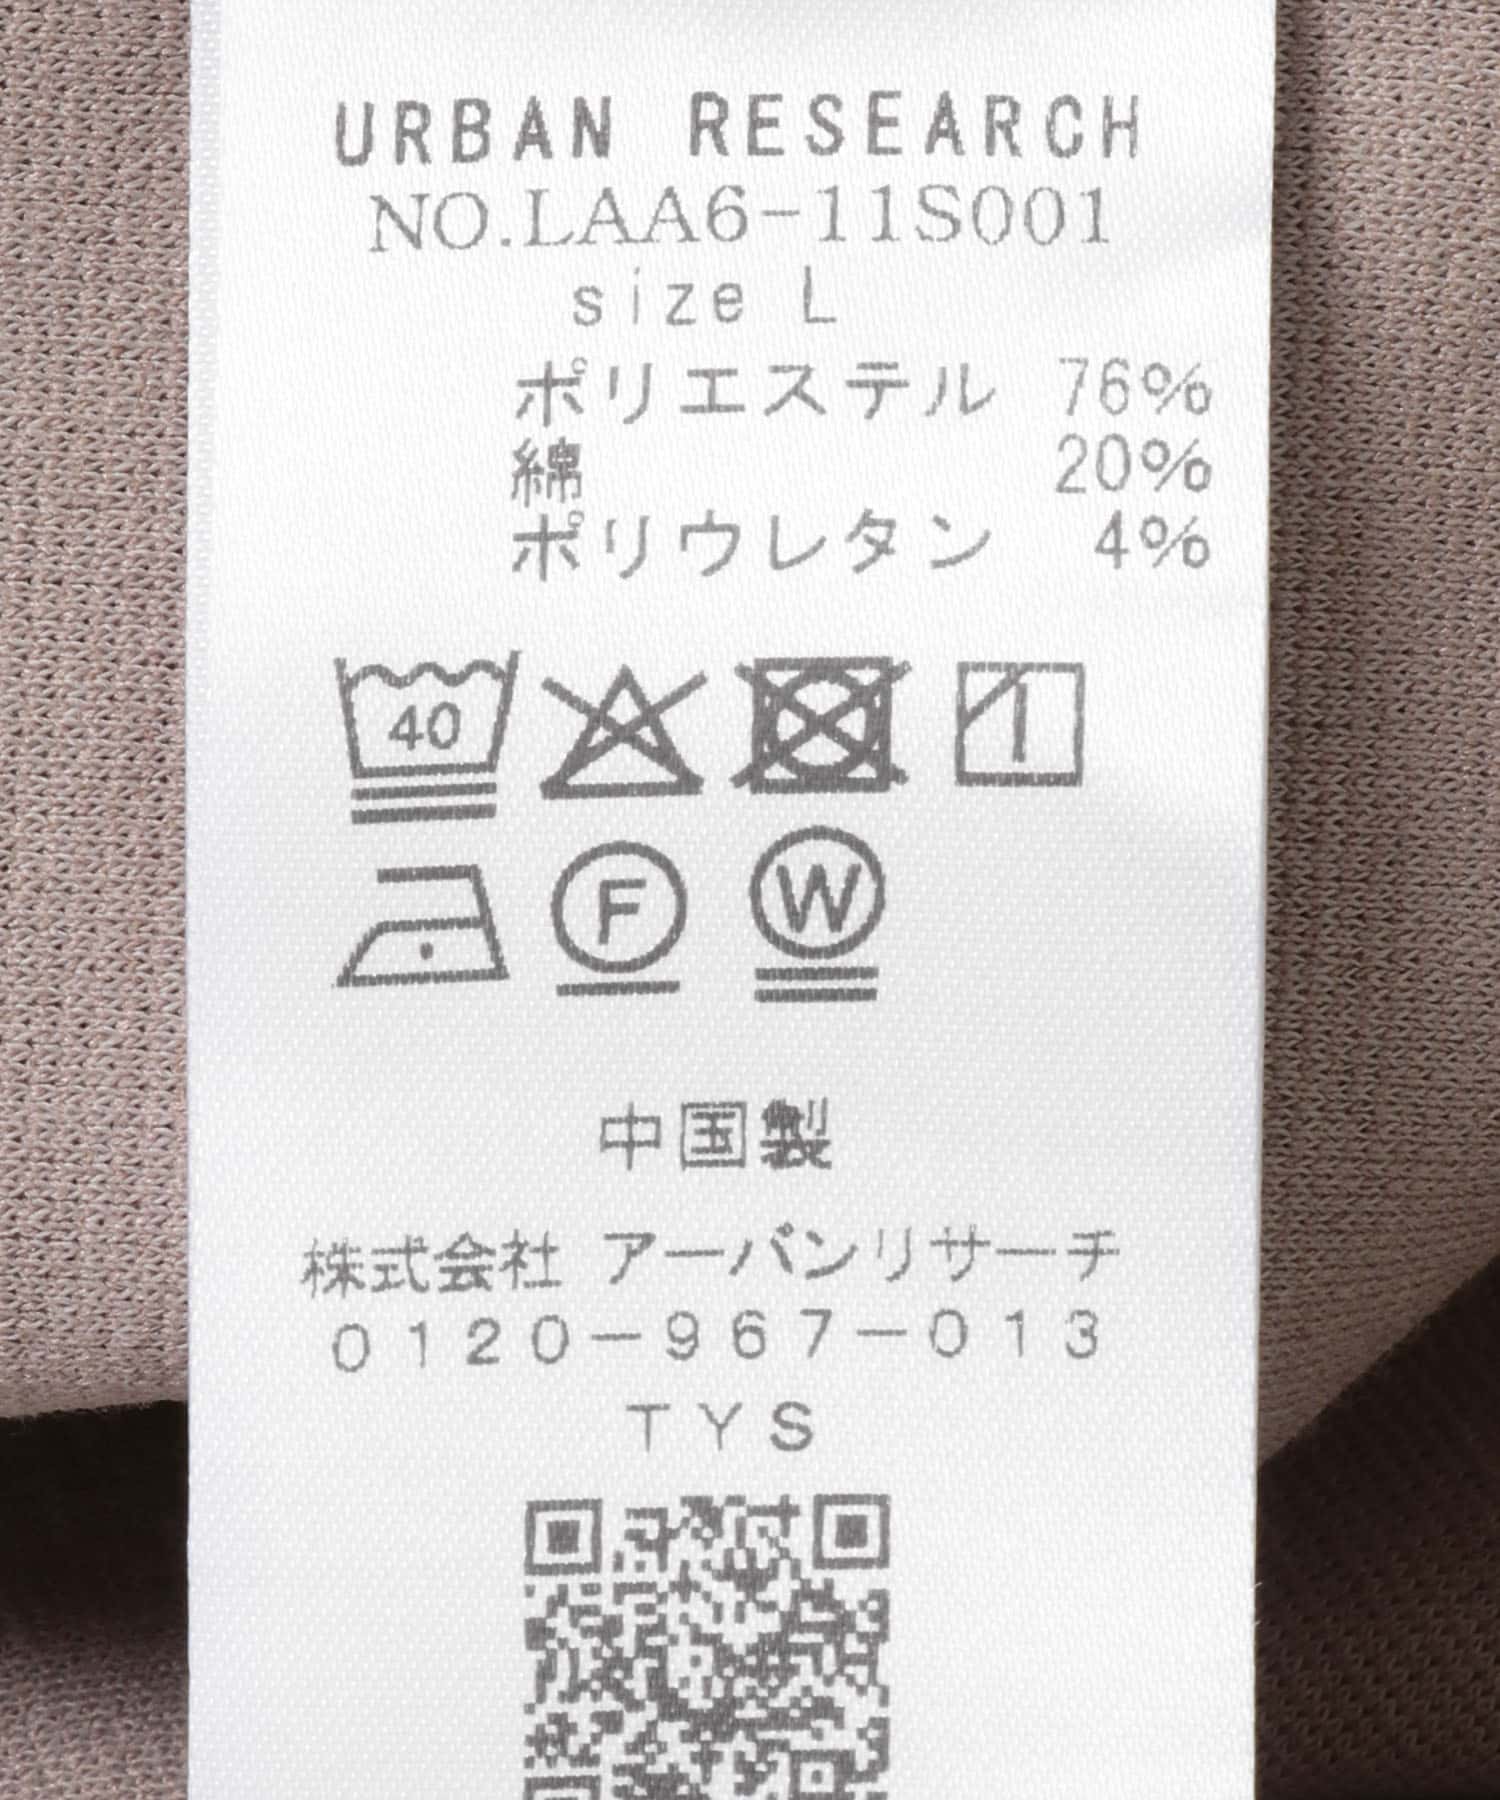 URBAN RESEARCH
NO.LAA6-11S001
size L
ポリエステル 76%
綿 20%
ポリウレタン 4%
40
F W
中国製
株式会社 アーバンリサーチ
0120-967-013
TYS